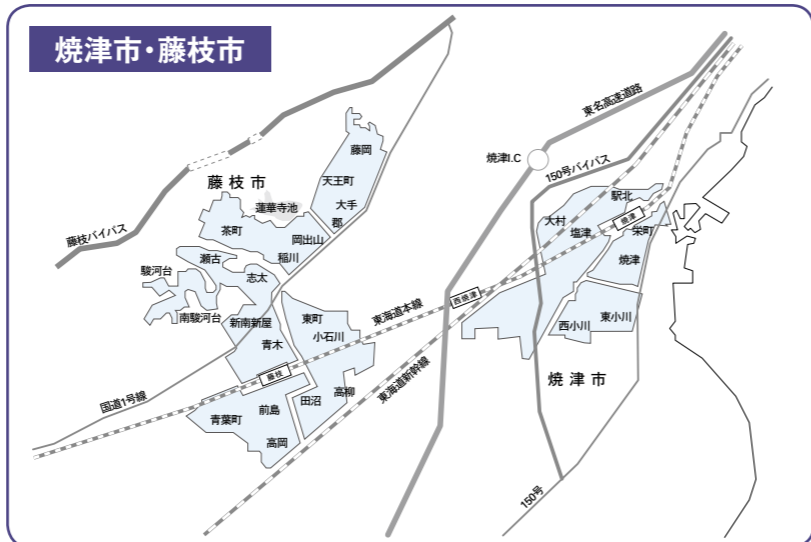 焼津市・藤枝市
東名高速道路
焼津I.C
150号バイパス
藤岡
藤枝市
天王町
蓮華寺池
大手
郡
駅北
大村
塩津
焼津
栄町
焼津
茶町
岡出山
稲川
藤枝バイパス
瀬古
駿河台
志太
南駿河台
新南新屋
東町
小石川
青木
東海道本線
西焼津
東小川
西小川
焼津市
東海道新幹線
藤枝
国道1号線
高柳
田沼
前島
青葉町
高岡
150号